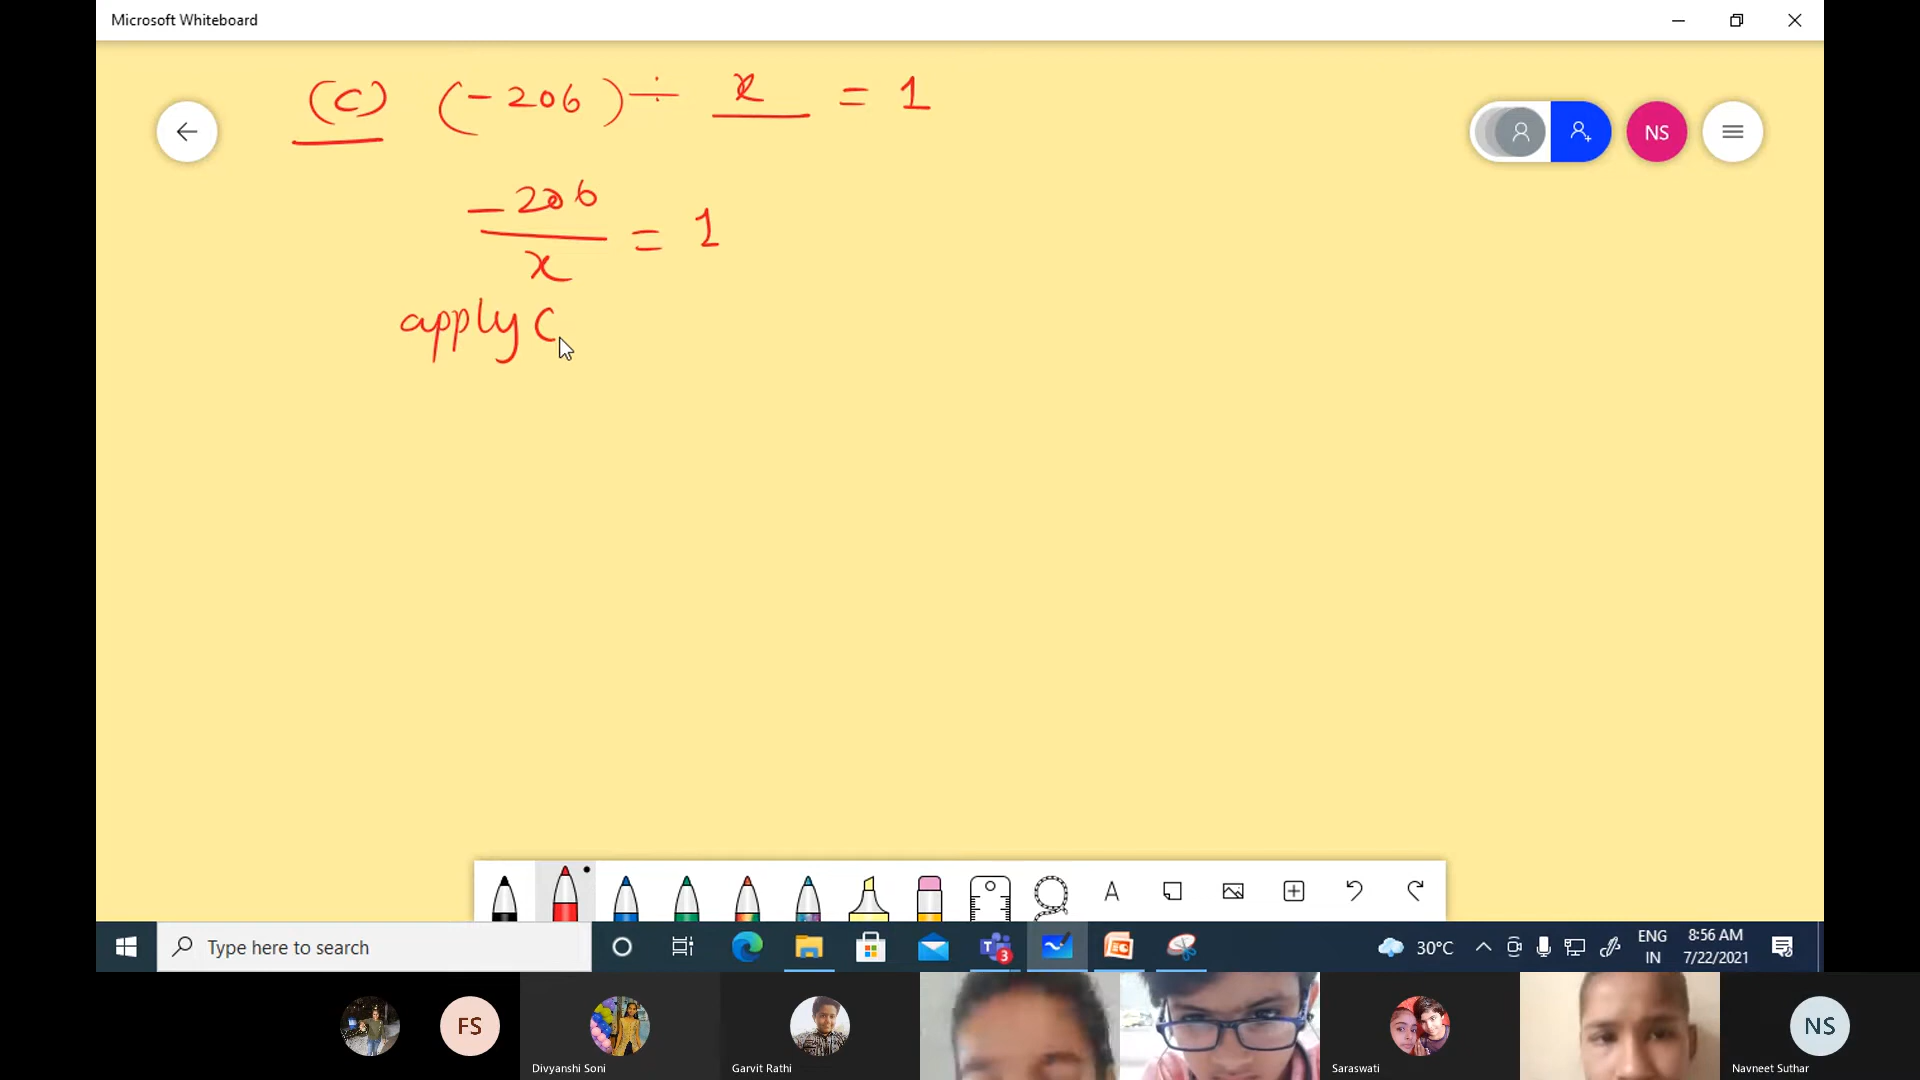 Microsoft Whiteboard
(c) (-206) ÷ x = 1
NS
-206
x
= 1
apply C
A
Type here to search
3
30°C
ENG
IN
8:56 AM
7/22/2021
FS
NS
Divyanshi Soni
Garvit Rathi
Saraswati
Navneet Suthar